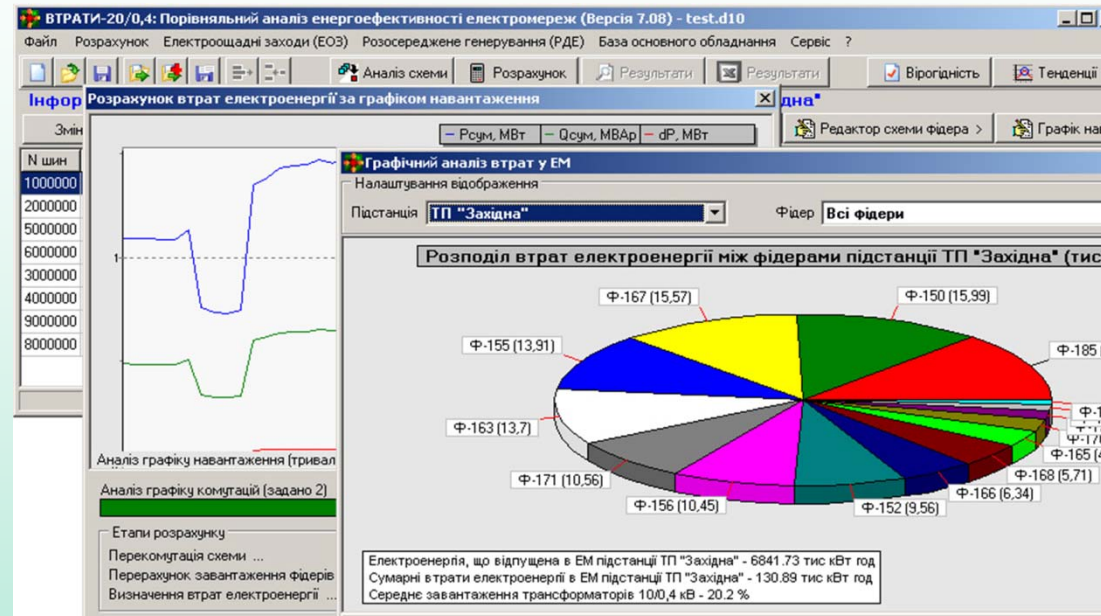 ВТРАТИ-20/0,4: Порівняльний аналіз енергоефективності електромереж (Версія 7.08) - test.d10
Файл Розрахунок Електроощадні заходи (ЕОЗ) Розосереджене генерування (РДЕ) База основного обладнання Сервіс ?
Аналіз схеми Розрахунок Результати Результати Вірогідність Тенденції
Розрахунок втрат електроенергії за графіком навантаження
Редактор схеми фідера > Графік
N шин
1000000
2000000
5000000
6000000
3000000
4000000
9000000
8000000
Pсум, МВт Qсум, МВАр dP, МВт
1
Аналіз графіку навантаження
Аналіз графіку комутацій (задано 2)
Етапи розрахунку
Перекомутація схеми ...
Перерахунок завантаження фідерів
Визначення втрат електроенергії ...
Графічний аналіз втрат у ЕМ
Налаштування відображення
Підстанція ТП "Західна" Фідер Всі фідери
Розподіл втрат електроенергії між фідерами підстанції ТП "Західна"
Ф-167 (15,57)
Ф-150 (15,99)
Ф-155 (13,91)
Ф-185
Ф-163 (13,7)
Ф-165
Ф-171 (10,56)
Ф-168 (5,71)
Ф-166 (6,34)
Ф-156 (10,45)
Ф-152 (9,56)
Електроенергія, що відпущена в ЕМ підстанції ТП "Західна" - 6841.73 тис кВт год
Сумарні втрати електроенергії в ЕМ підстанції ТП "Західна" - 130.89 тис кВт год
Середнє завантаження трансформаторів 10/0,4 кВ - 20.2 %